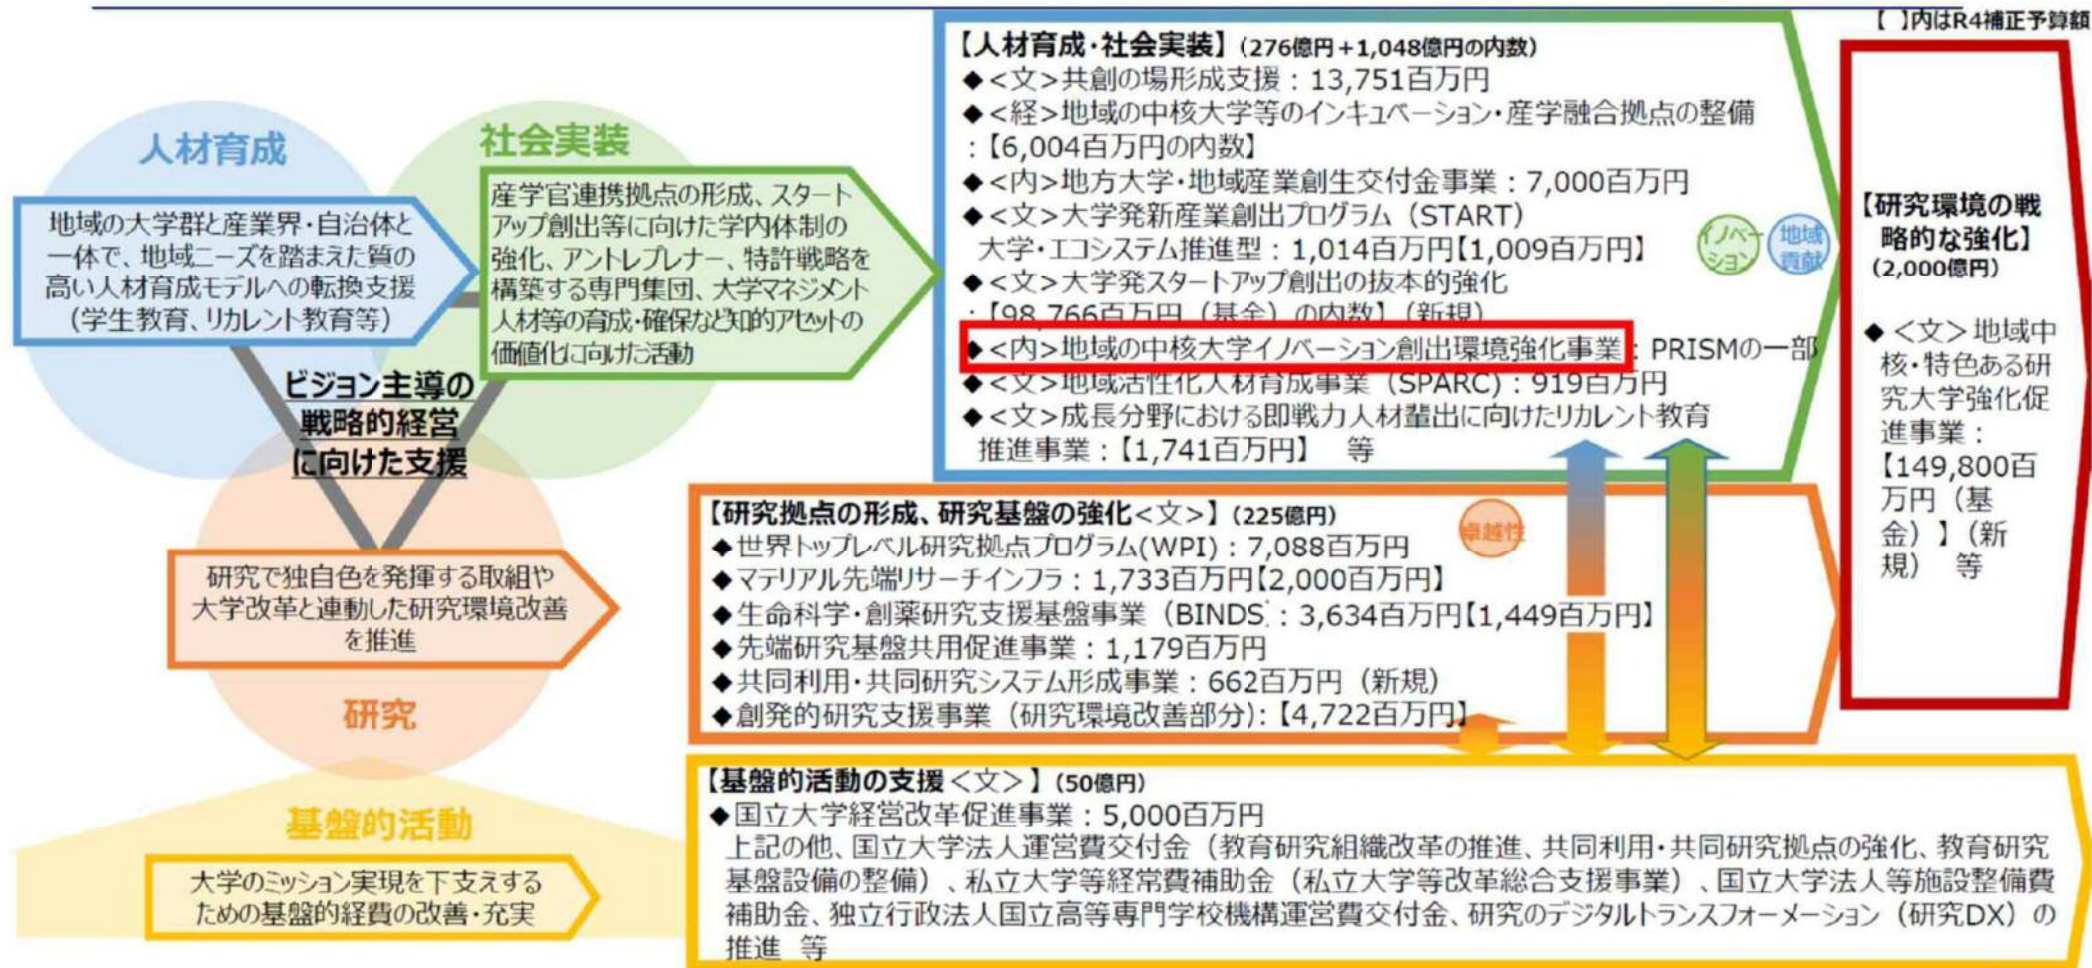 【 】内はR4補正予算額
人材育成
地域の大学群と産業界・自治体と
一体で、地域ニーズを踏まえた質の
高い人材育成モデルへの転換支援
（学生教育、リカレント教育等）
社会実装
産学官連携拠点の形成、スタート
アップ創出等に向けた学内体制の
強化、アントレプレナー、特許戦略を
構築する専門集団、大学マネジメント
人材等の育成・確保など知的アセットの
価値化に向けた活動
ビジョン主導の
戦略的経営
に向けた支援
研究で独自色を発揮する取組や
大学改革と連動した研究環境改善
を推進
研究
基盤的活動
大学のミッション実現を下支えする
ための基盤的経費の改善・充実
【人材育成・社会実装】（276億円＋1,048億円の内数）
◆<文>共創の場形成支援：13,751百万円
◆<経>地域の中核大学等のインキュベーション・産学融合拠点の整備
：【6,004百万円の内数】
◆<内>地方大学・地域産業創生交付金事業：7,000百万円
◆<文>大学発新産業創出プログラム（START）
大学・エコシステム推進型：1,014百万円【1,009百万円】
◆<文>大学発スタートアップ創出の抜本的強化
：【98,766百万円（基金）の内数】（新規）
◆<内>地域の中核大学イノベーション創出環境強化事業：PRISMの一部
◆<文>地域活性化人材育成事業（SPARC）：919百万円
◆<文>成長分野における即戦力人材輩出に向けたリカレント教育
推進事業：【1,741百万円】　等
イノベー
ション
地域
貢献
【研究拠点の形成、研究基盤の強化<文>】（225億円）
◆世界トップレベル研究拠点プログラム(WPI)：7,088百万円
◆マテリアル先端リサーチインフラ：1,733百万円【2,000百万円】
◆生命科学・創薬研究支援基盤事業（BINDS）：3,634百万円【1,449百万円】
◆先端研究基盤共用促進事業：1,179百万円
◆共同利用・共同研究システム形成事業：662百万円（新規）
◆創発的研究支援事業（研究環境改善部分）：【4,722百万円】
卓越性
【基盤的活動の支援<文>】（50億円）
◆国立大学経営改革促進事業：5,000百万円
上記の他、国立大学法人運営費交付金（教育研究組織改革の推進、共同利用・共同研究拠点の強化、教育研究
基盤設備の整備）、私立大学等経常費補助金（私立大学等改革総合支援事業）、国立大学法人等施設整備費
補助金、独立行政法人国立高等専門学校機構運営費交付金、研究のデジタルトランスフォーメーション（研究DX）の
推進 等
【研究環境の戦
略的な強化】
（2,000億円）
◆<文>地域中
核・特色ある研
究大学強化促
進事業：
【149,800百
万円（基
金）】（新
規）　等